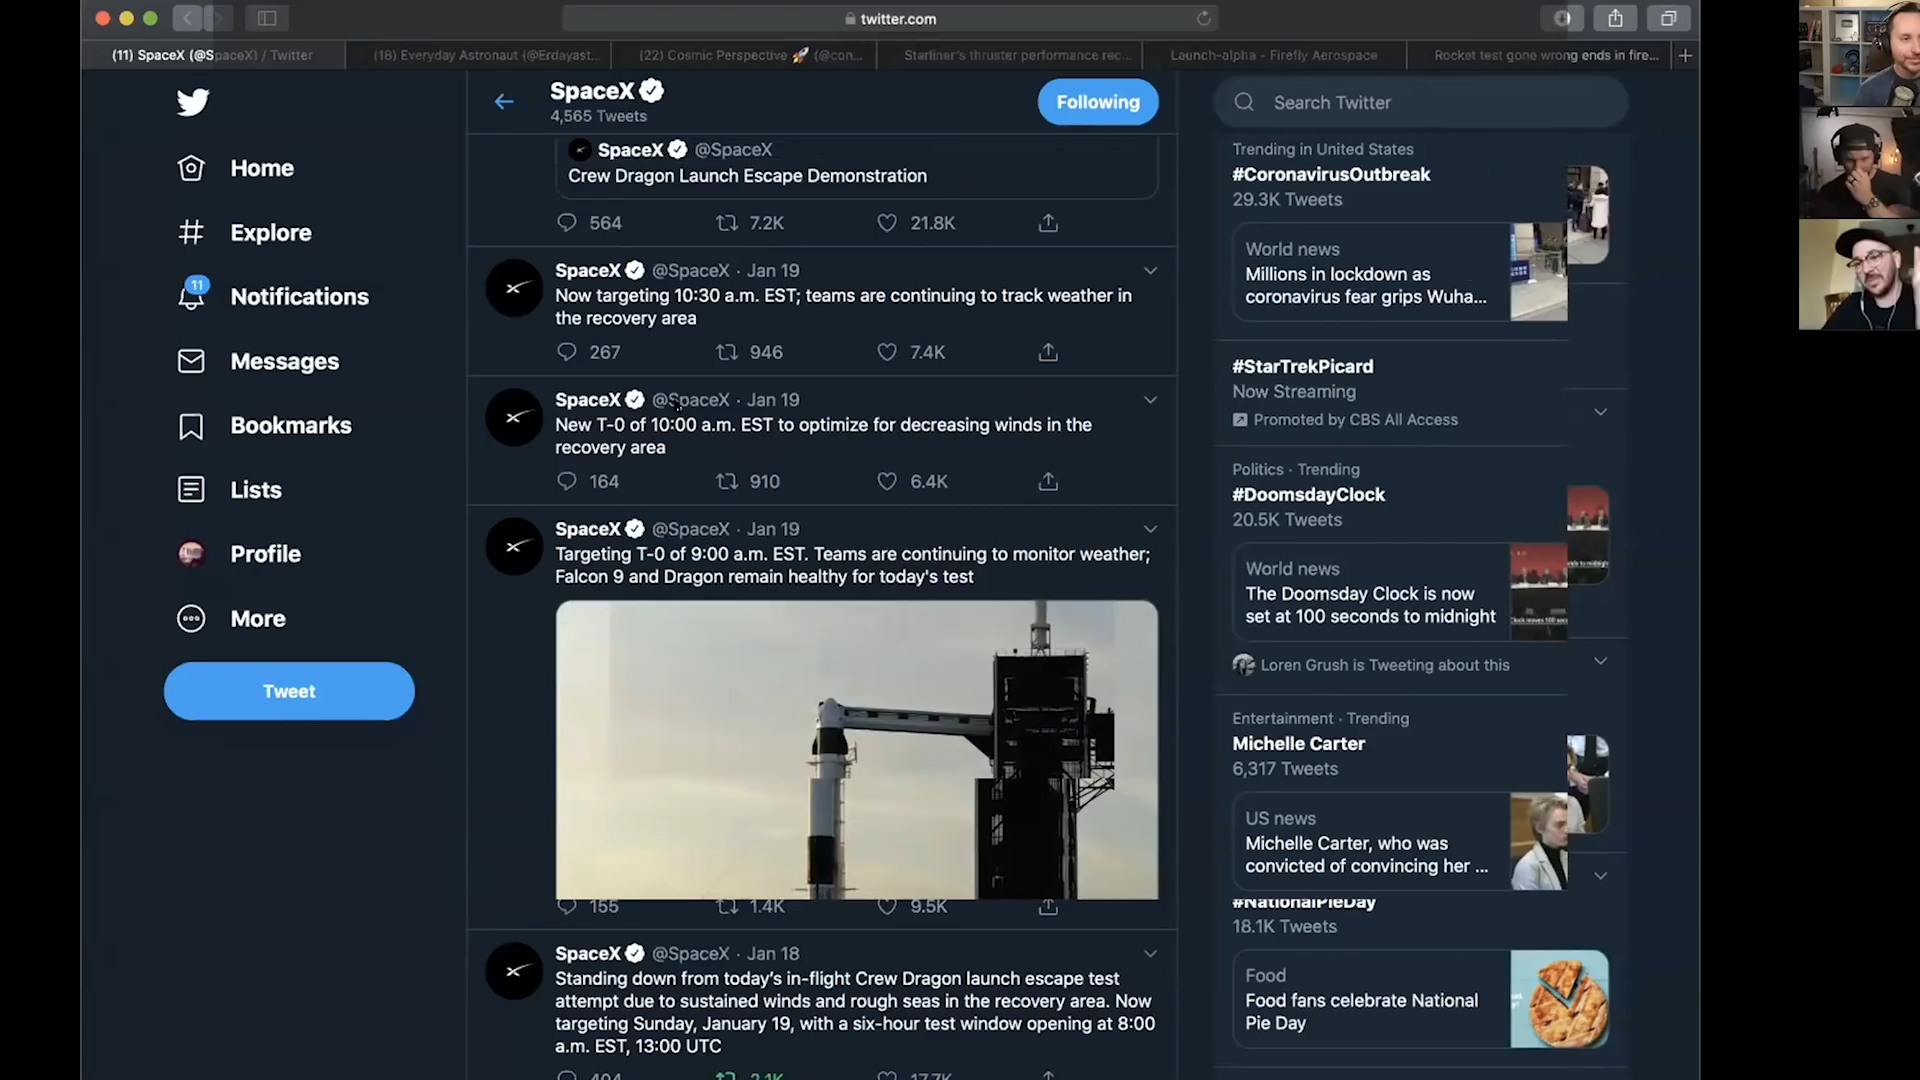 twitter.com
(11) SpaceX (@SpaceX) / Twitter
(18) Everyday Astronaut (@Erdayast...
(22) Cosmic Perspective 🚀 (@con...
Starliner's thruster performance rec...
Launch-alpha - Firefly Aerospace
Rocket test gone wrong ends in fire...
SpaceX
4,565 Tweets
Following
Search Twitter
Home
Explore
11
Notifications
Messages
Bookmarks
Lists
Profile
More
Tweet
SpaceX @SpaceX
Crew Dragon Launch Escape Demonstration
564 7.2K 21.8K
SpaceX @SpaceX · Jan 19
Now targeting 10:30 a.m. EST; teams are continuing to track weather in
the recovery area
267 946 7.4K
SpaceX @SpaceX · Jan 19
New T-0 of 10:00 a.m. EST to optimize for decreasing winds in the
recovery area
164 910 6.4K
SpaceX @SpaceX · Jan 19
Targeting T-0 of 9:00 a.m. EST. Teams are continuing to monitor weather;
Falcon 9 and Dragon remain healthy for today's test
155 1.4K 9.5K
SpaceX @SpaceX · Jan 18
Standing down from today's in-flight Crew Dragon launch escape test
attempt due to sustained winds and rough seas in the recovery area. Now
targeting Sunday, January 19, with a six-hour test window opening at 8:00
a.m. EST, 13:00 UTC
404 2.1K 17.7K
Trending in United States
#CoronavirusOutbreak
29.3K Tweets
World news
Millions in lockdown as
coronavirus fear grips Wuha...
#StarTrekPicard
Now Streaming
Promoted by CBS All Access
Politics · Trending
#DoomsdayClock
20.5K Tweets
World news
The Doomsday Clock is now
set at 100 seconds to midnight
Loren Grush is Tweeting about this
Entertainment · Trending
Michelle Carter
6,317 Tweets
US news
Michelle Carter, who was
convicted of convincing her ...
#NationalPieDay
18.1K Tweets
Food
Food fans celebrate National
Pie Day